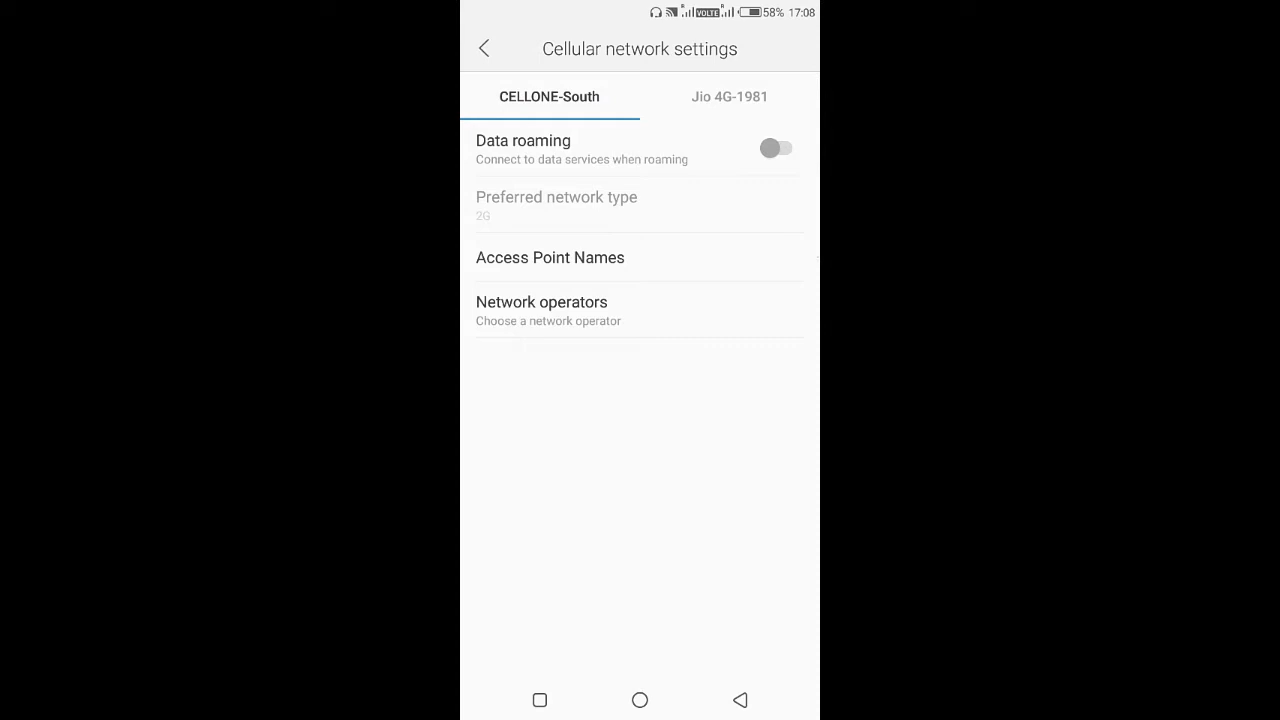 R VOLTE R 58% 17:08
Cellular network settings
CELLONE-South Jio 4G-1981
Data roaming
Connect to data services when roaming
Preferred network type
2G
Access Point Names
Network operators
Choose a network operator